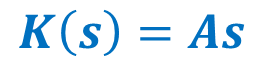 K(s) = As